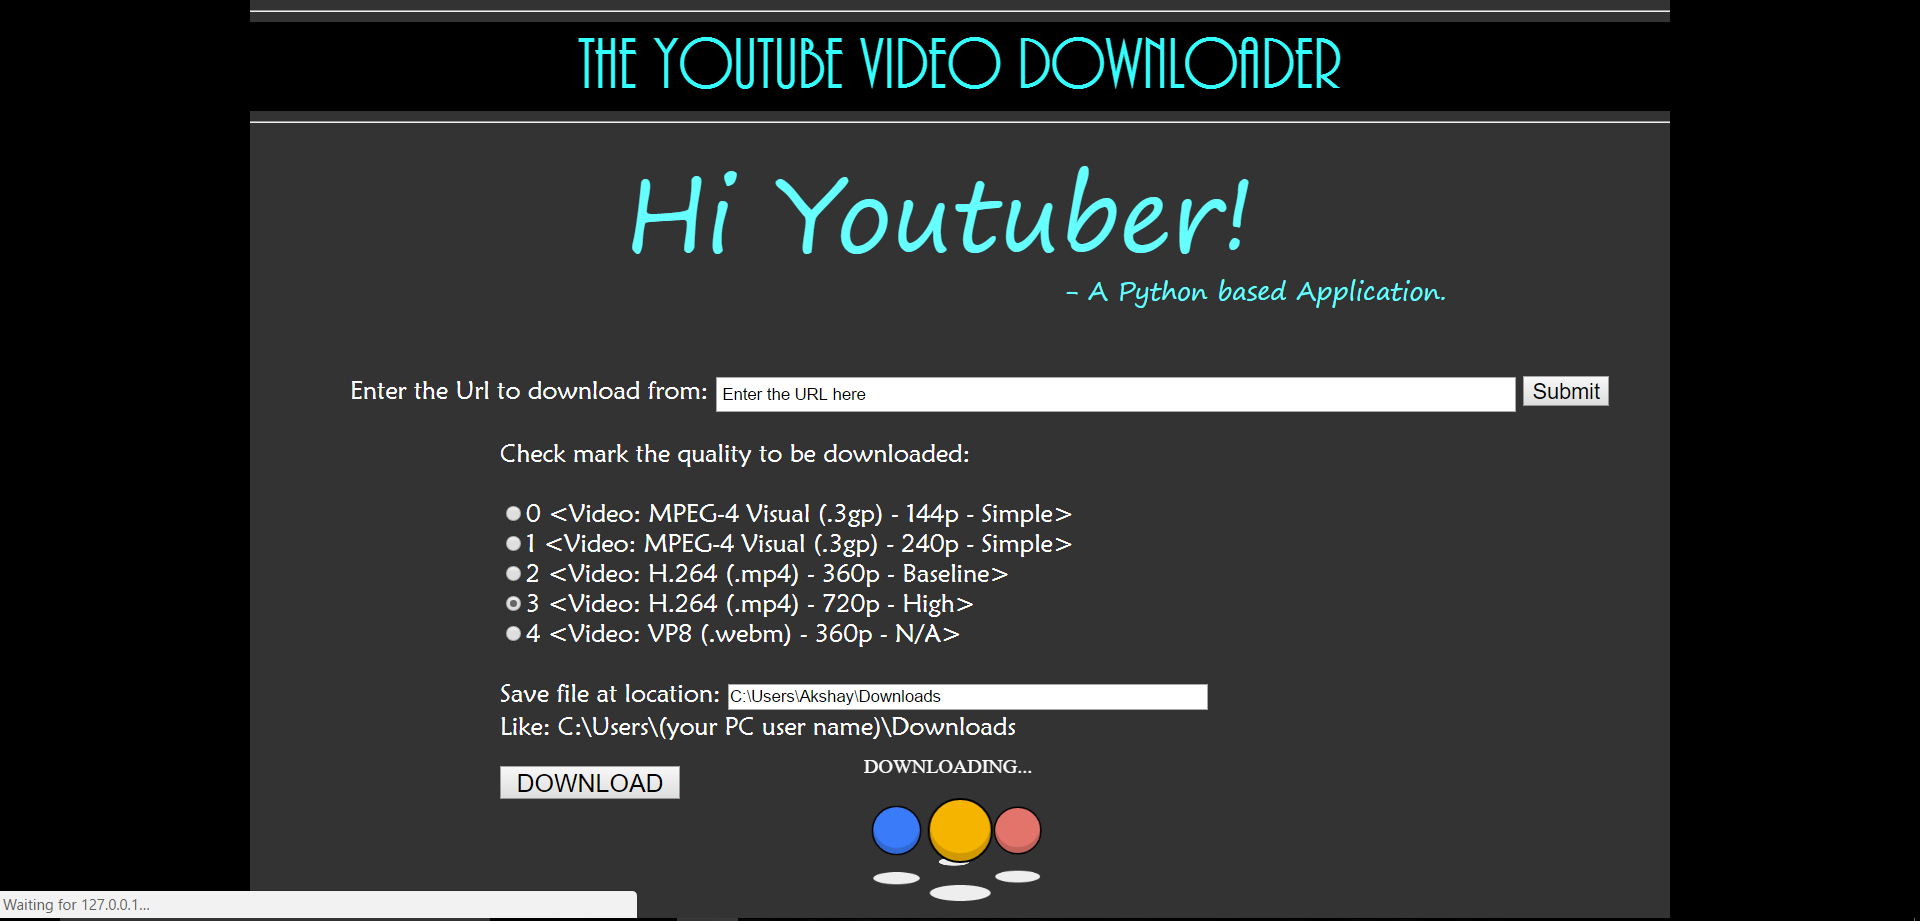 THE YOUTUBE VIDEO DOWNLOADER
Hi Youtuber!
- A Python based Application.
Enter the Url to download from: Enter the URL here Submit
Check mark the quality to be downloaded:
0 <Video: MPEG-4 Visual (.3gp) - 144p - Simple>
1 <Video: MPEG-4 Visual (.3gp) - 240p - Simple>
2 <Video: H.264 (.mp4) - 360p - Baseline>
3 <Video: H.264 (.mp4) - 720p - High>
4 <Video: VP8 (.webm) - 360p - N/A>
Save file at location: C:\Users\Akshay\Downloads
Like: C:\Users\(your PC user name)\Downloads
DOWNLOADING...
DOWNLOAD
Waiting for 127.0.0.1...